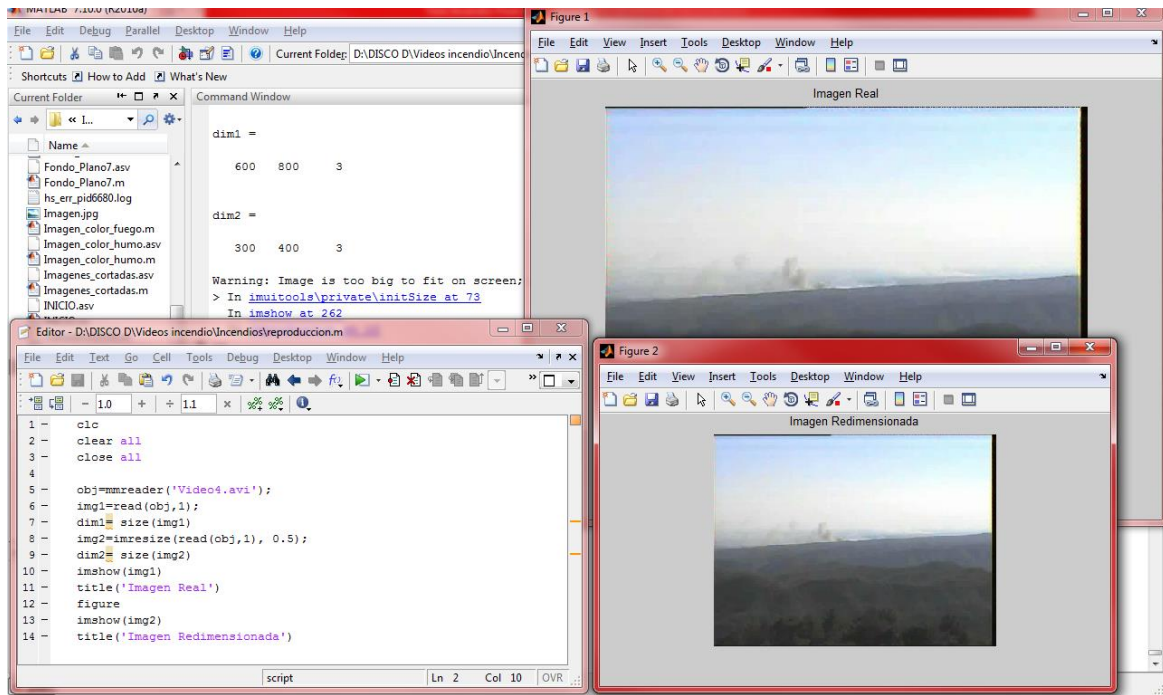 MATLAB 7.10.0 (R2010a)
File Edit Debug Parallel Desktop Window Help
Current Folder: D:\DISCO D\Videos incendio\Incend
Shortcuts How to Add What's New
Current Folder
« I...
Name
Fondo_Plano7.asv
Fondo_Plano7.m
hs_err_pid6680.log
Imagen.jpg
Imagen_color_fuego.m
Imagen_color_humo.asv
Imagen_color_humo.m
Imagenes_cortadas.asv
Imagenes_cortadas.m
INICIO.asv
Command Window
dim1 =
600 800 3
dim2 =
300 400 3
Warning: Image is too big to fit on screen;
> In imuitools\private\initSize at 73
In imshow at 262
Figure 1
File Edit View Insert Tools Desktop Window Help
Imagen Real
Editor - D:\DISCO D\Videos incendio\Incendios\reproduccion.m
File Edit Text Go Cell Tools Debug Desktop Window Help
- 1.0 + ÷ 1.1 ×
1 - clc
2 - clear all
3 - close all
4
5 - obj=mmreader('Video4.avi');
6 - img1=read(obj,1);
7 - dim1= size(img1)
8 - img2=imresize(read(obj,1), 0.5);
9 - dim2= size(img2)
10 - imshow(img1)
11 - title('Imagen Real')
12 - figure
13 - imshow(img2)
14 - title('Imagen Redimensionada')
script Ln 2 Col 10 OVR
Figure 2
File Edit View Insert Tools Desktop Window Help
Imagen Redimensionada